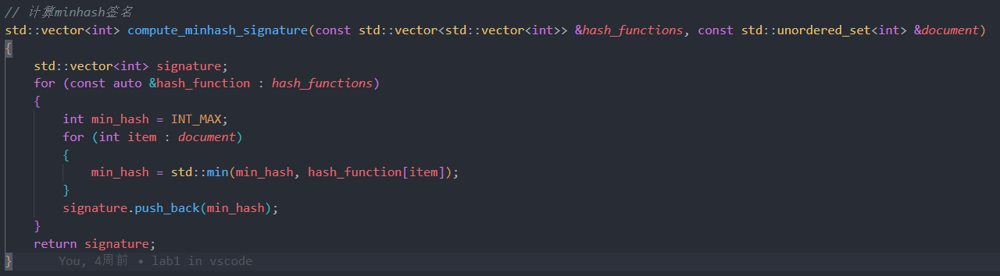 // 计算minhash签名
std::vector<int> compute_minhash_signature(const std::vector<std::vector<int>> &hash_functions, const std::unordered_set<int> &document)
{
    std::vector<int> signature;
    for (const auto &hash_function : hash_functions)
    {
        int min_hash = INT_MAX;
        for (int item : document)
        {
            min_hash = std::min(min_hash, hash_function[item]);
        }
        signature.push_back(min_hash);
    }
    return signature;
}      You, 4周前 • lab1 in vscode